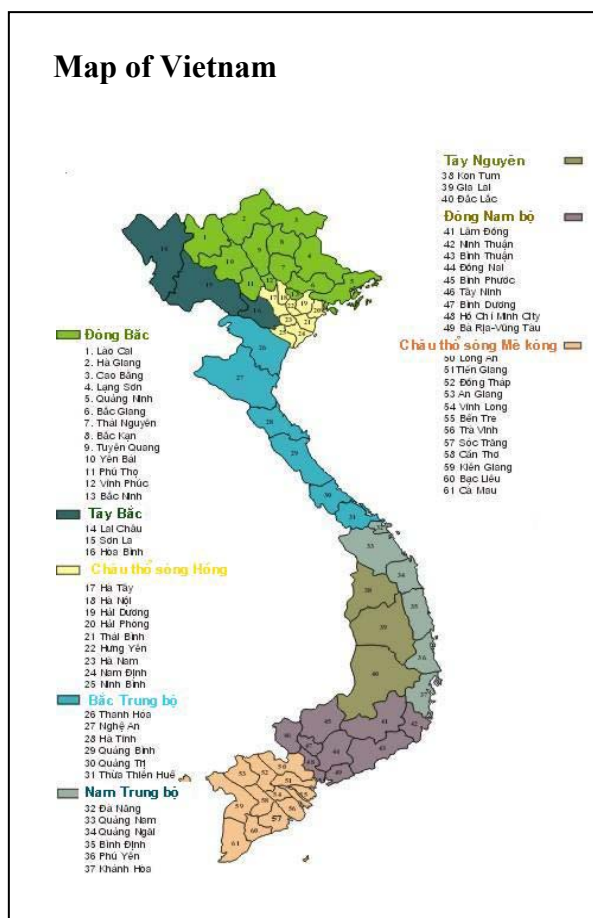 Map of Vietnam
Tây Nguyên
38 Kon Tum
39 Gia Lai
40 Đắc Lắc
Đông Nam bộ
41 Lâm Đồng
42 Ninh Thuận
43 Bình Thuận
44 Đồng Nai
45 Bình Phước
46 Tây Ninh
47 Bình Dương
48 Hồ Chí Minh City
49 Bà Rịa-Vũng Tàu
Châu thổ sông Mê kông
50 Long An
51 Tiền Giang
52 Đồng Tháp
53 An Giang
54 Vĩnh Long
55 Bến Tre
56 Trà Vinh
57 Sóc Trăng
58 Cần Thơ
59 Kiên Giang
60 Bạc Liêu
61 Cà Mau
Đông Bắc
1. Lào Cai
2. Hà Giang
3. Cao Bằng
4. Lạng Sơn
5. Quảng Ninh
6. Bắc Giang
7. Thái Nguyên
8. Bắc Kạn
9. Tuyên Quang
10 Yên Bái
11 Phú Thọ
12 Vĩnh Phúc
13 Bắc Ninh
Tây Bắc
14 Lai Châu
15 Sơn La
16 Hòa Bình
Châu thổ sông Hồng
17 Hà Tây
18 Hà Nội
19 Hải Dương
20 Hải Phòng
21 Thái Bình
22 Hưng Yên
23 Hà Nam
24 Nam Định
25 Ninh Bình
Bắc Trung bộ
26 Thanh Hóa
27 Nghệ An
28 Hà Tĩnh
29 Quảng Bình
30 Quảng Trị
31 Thừa Thiên Huế
Nam Trung bộ
32 Đà Nẵng
33 Quảng Nam
34 Quảng Ngãi
35 Bình Định
36 Phú Yên
37 Khánh Hòa